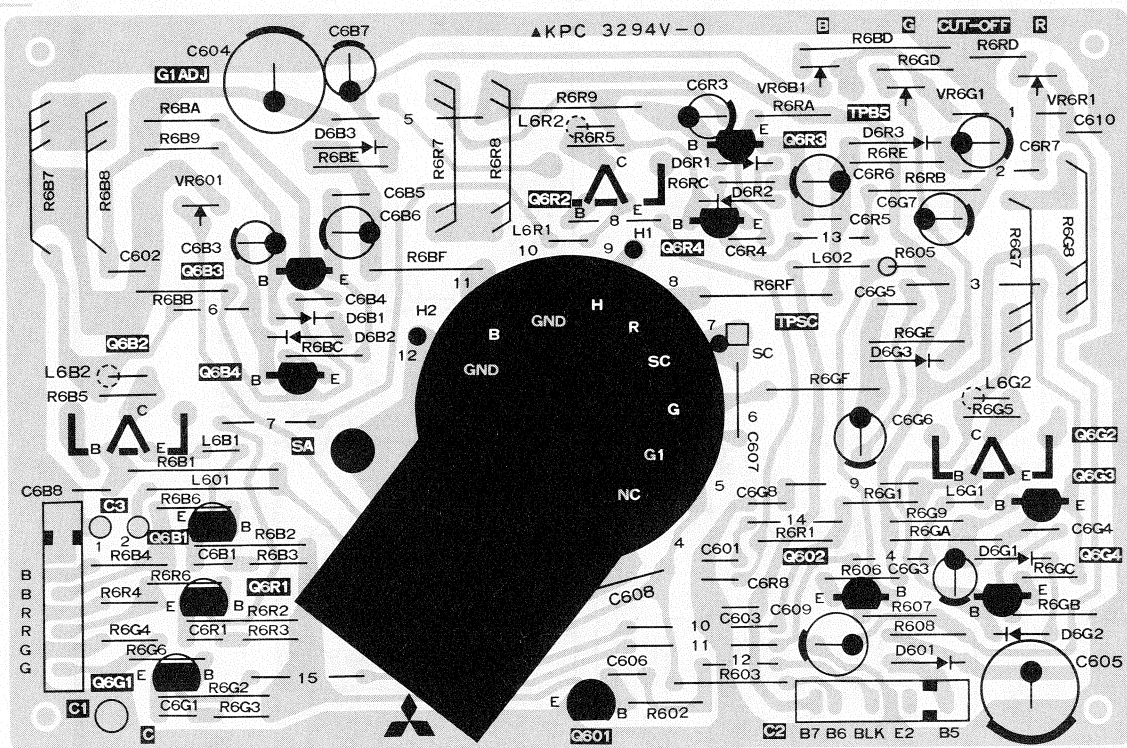 ▲KPC 3294V-0
B G CUT-OFF R
C604 C6B7 R6BD R6RD
G1ADJ R6GD
R6BA 5 R6R9 C6R3 VR6B1 R6RA TPB5 VR6G1 1 VR6R1
L6R2 C610
R6B9 D6B3 R6R5 B E Q6R3 D6R3 C6R7
R6BE R6R7 R6R8 C D6R1 R6RE
R6B7 R6B8 R6RC C6R6 2
VR601 C6B5 Q6R2 D6R2 R6RB
C6B6 B 8 E B E C6R5 C6G7
C6B3 L6R1 H1 Q6R4 C6R4 13 R6G7 R6G8
C602 Q6B3 B E R6BF 10 9 L602 R605
R6BB 11 8 R6RF C6G5 3
6 C6B4 H2 H
D6B1 GND R 7 TPSC
Q6B2 D6B2 B SC R6GE
R6BC 12 SC D6G3
L6B2 Q6B4 B E GND
R6B5 R6GF L6G2
C G 6 R6G5
B E 7 L6B1 SA C607 C6G6 C Q6G2
R6B1 G1 B E
C6B8 L601 NC 5 9 Q6G3
C3 R6B6 C6G8 R6G1 L6G1 E
1 2 Q6B1 E B R6B2 14 R6G9 B
R6B4 C6B1 R6B3 4 R6R1 R6GA C6G4
C601 Q602 4 D6G1 Q6G4
R6R6 Q6R1 R606 C6G3 R6GC
B R6R4 E B R6R2 C608 C6R8 E B E
B C609 R607 B R6GB
R R6G4 C6R1 R6R3 10 C603 R608 D6G2
R R6G6 11
G E B C606 12 D601 C605
G Q6G1 R6G2 15 R603
C1 C6G1 R6G3 E B R602
C Q601 C2 B7 B6 BLK E2 B5